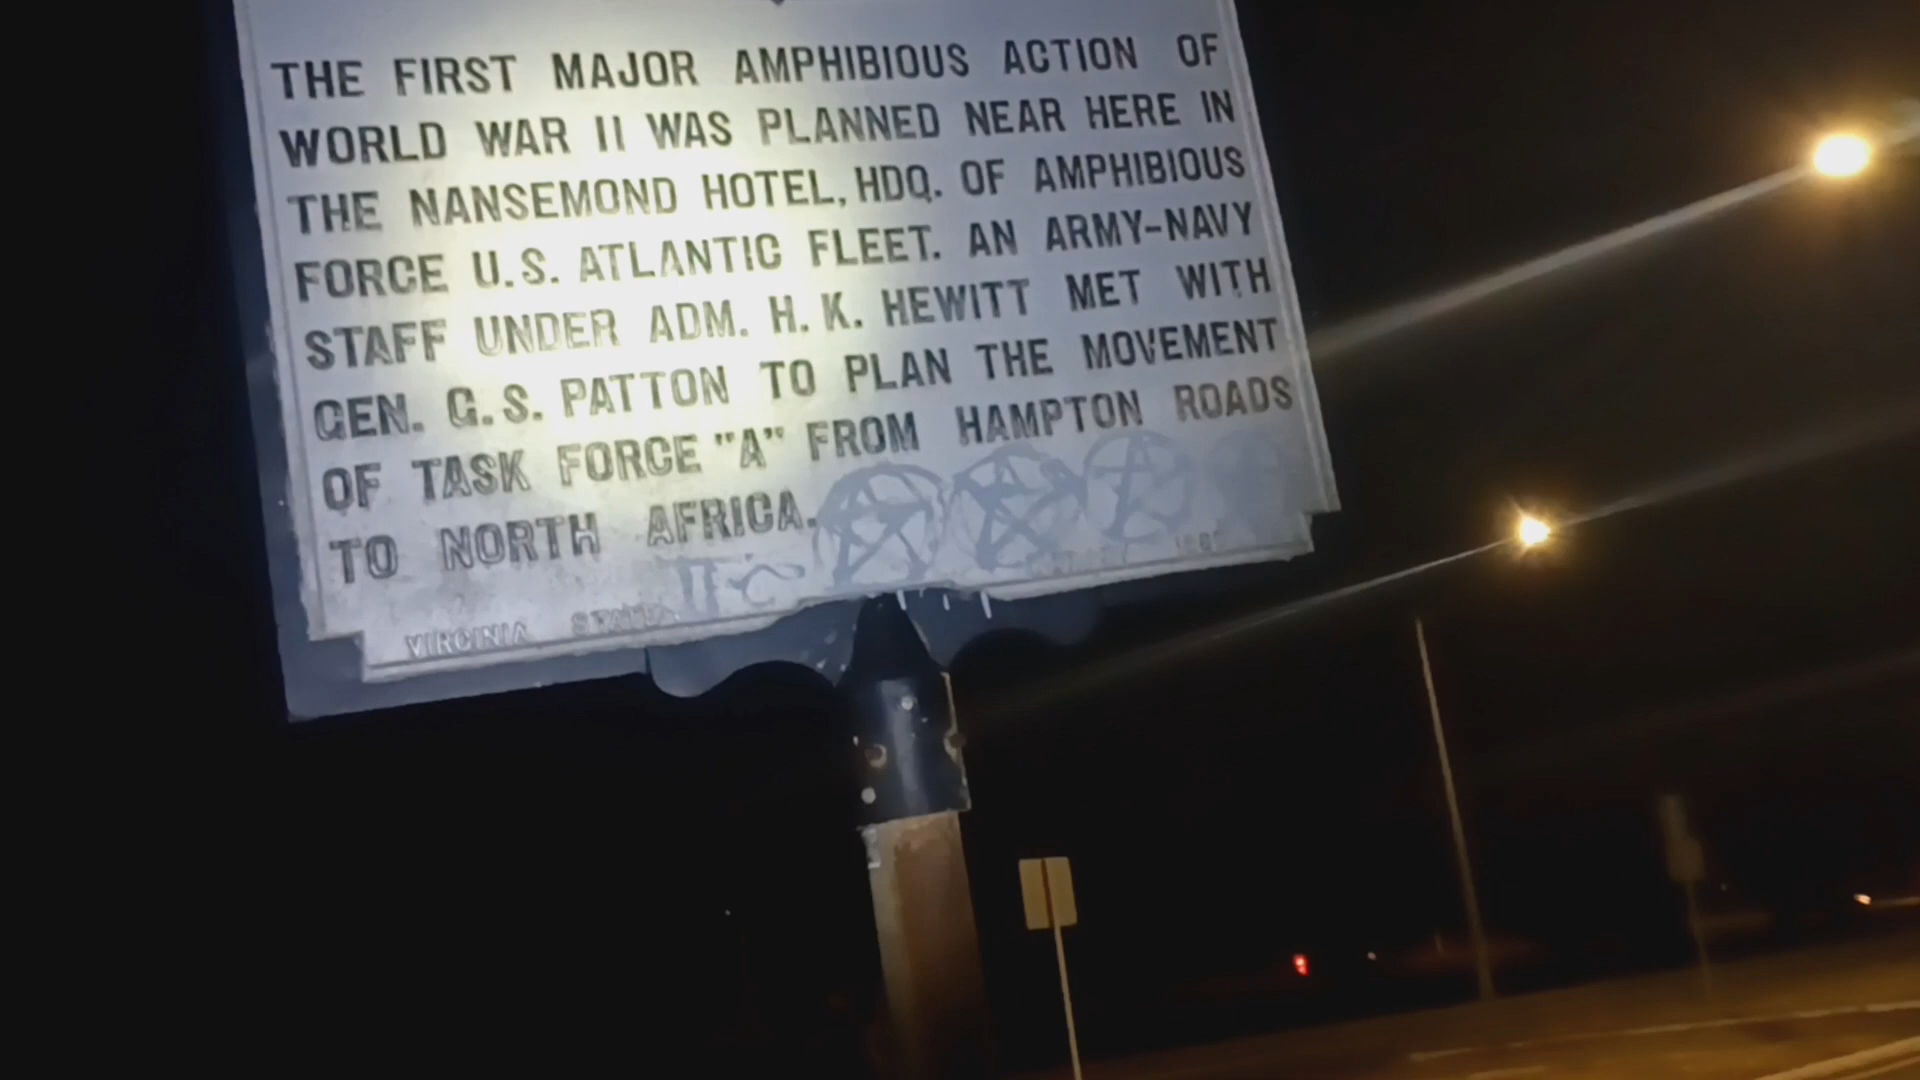 THE FIRST MAJOR AMPHIBIOUS ACTION OF
WORLD WAR II WAS PLANNED NEAR HERE IN
THE NANSEMOND HOTEL, HDQ. OF AMPHIBIOUS
FORCE U.S. ATLANTIC FLEET. AN ARMY-NAVY
STAFF UNDER ADM. H. K. HEWITT MET WITH
GEN. G. S. PATTON TO PLAN THE MOVEMENT
OF TASK FORCE "A" FROM HAMPTON ROADS
TO NORTH AFRICA.
VIRGINIA STATE